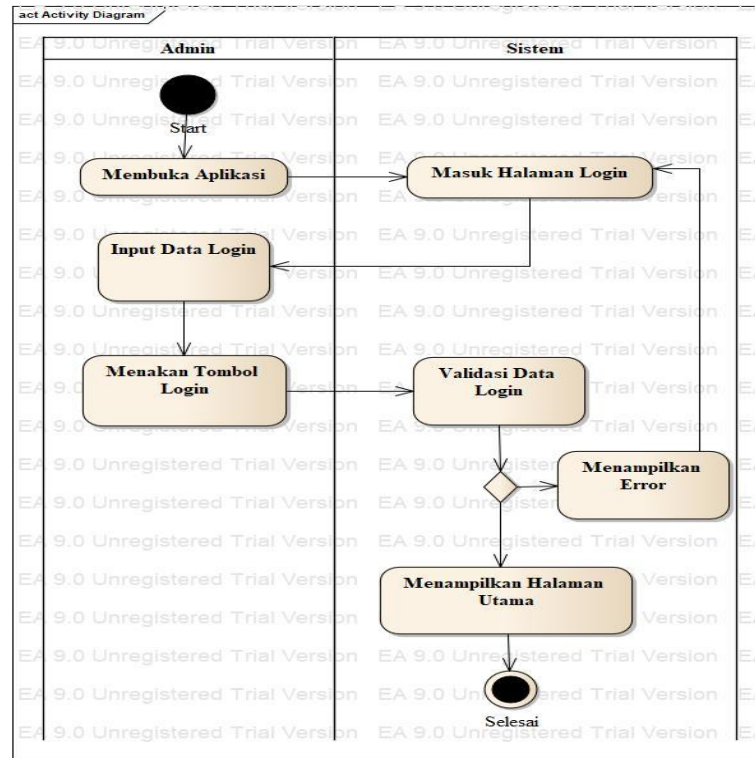 act Activity Diagram
Admin
Sistem
Start
Membuka Aplikasi
Masuk Halaman Login
Input Data Login
Menakan Tombol
Login
Validasi Data
Login
Menampilkan
Error
Menampilkan Halaman
Utama
Selesai
EA 9.0 Unregistered Trial Version